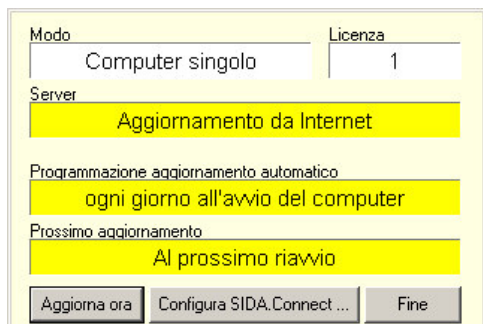 Modo Licenza
Computer singolo 1
Server
Aggiornamento da Internet
Programmazione aggiornamento automatico
ogni giorno all'avvio del computer
Prossimo aggiornamento
Al prossimo riavvio
Aggiorna ora Configura SIDA.Connect ... Fine